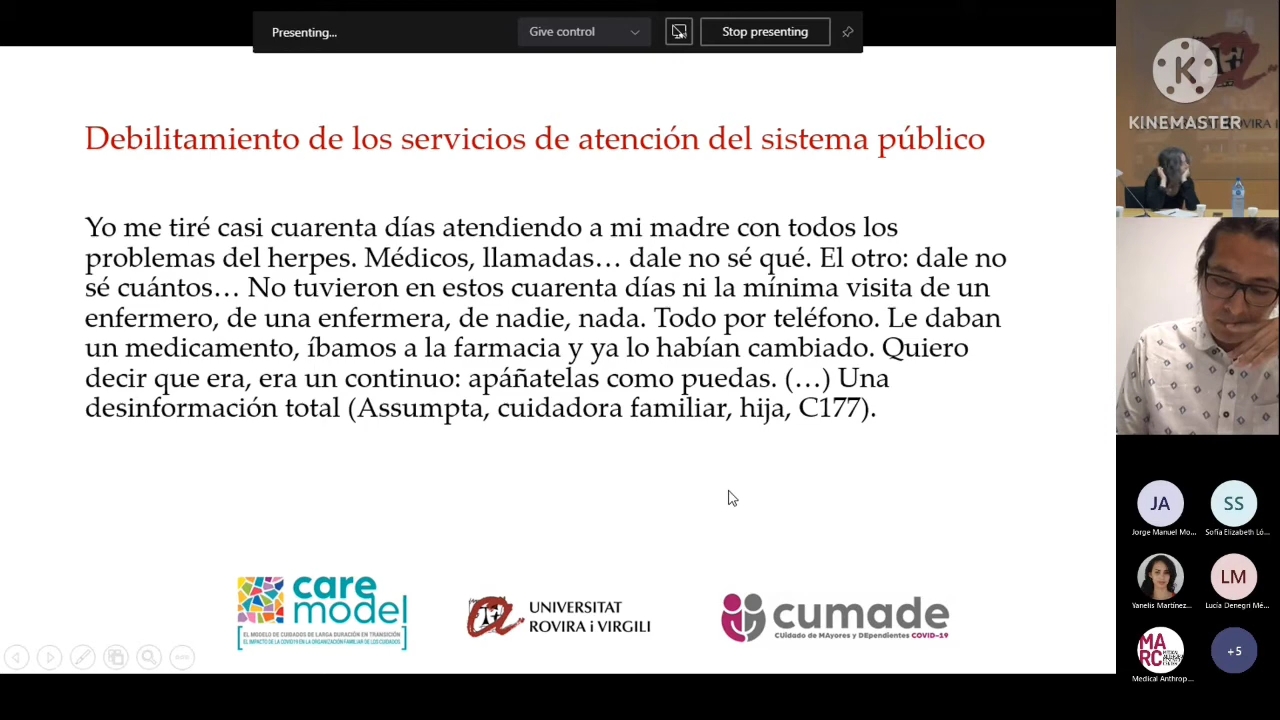 Presenting...
Give control
Stop presenting
Debilitamiento de los servicios de atención del sistema público
Yo me tiré casi cuarenta días atendiendo a mi madre con todos los
problemas del herpes. Médicos, llamadas… dale no sé qué. El otro: dale no
sé cuántos… No tuvieron en estos cuarenta días ni la mínima visita de un
enfermero, de una enfermera, de nadie, nada. Todo por teléfono. Le daban
un medicamento, íbamos a la farmacia y ya lo habían cambiado. Quiero
decir que era, era un continuo: apáñatelas como puedas. (…) Una
desinformación total (Assumpta, cuidadora familiar, hija, C177).
care
model
EL MODELO DE CUIDADOS DE LARGA DURACIÓN EN TRANSICIÓN
EL IMPACTO DE LA COVID19 EN LA ORGANIZACIÓN FAMILIAR DE LOS CUIDADOS
UNIVERSITAT
ROVIRA i VIRGILI
cumade
CUidado de MAyores y DEpendientes COVID-19
K
KINEMASTER
JA
Jorge Manuel Mo...
SS
Sofía Elizabeth Ló...
Yanelis Martínez...
LM
Lucía Denegri Mé...
MARC
Medical Anthrop...
+5